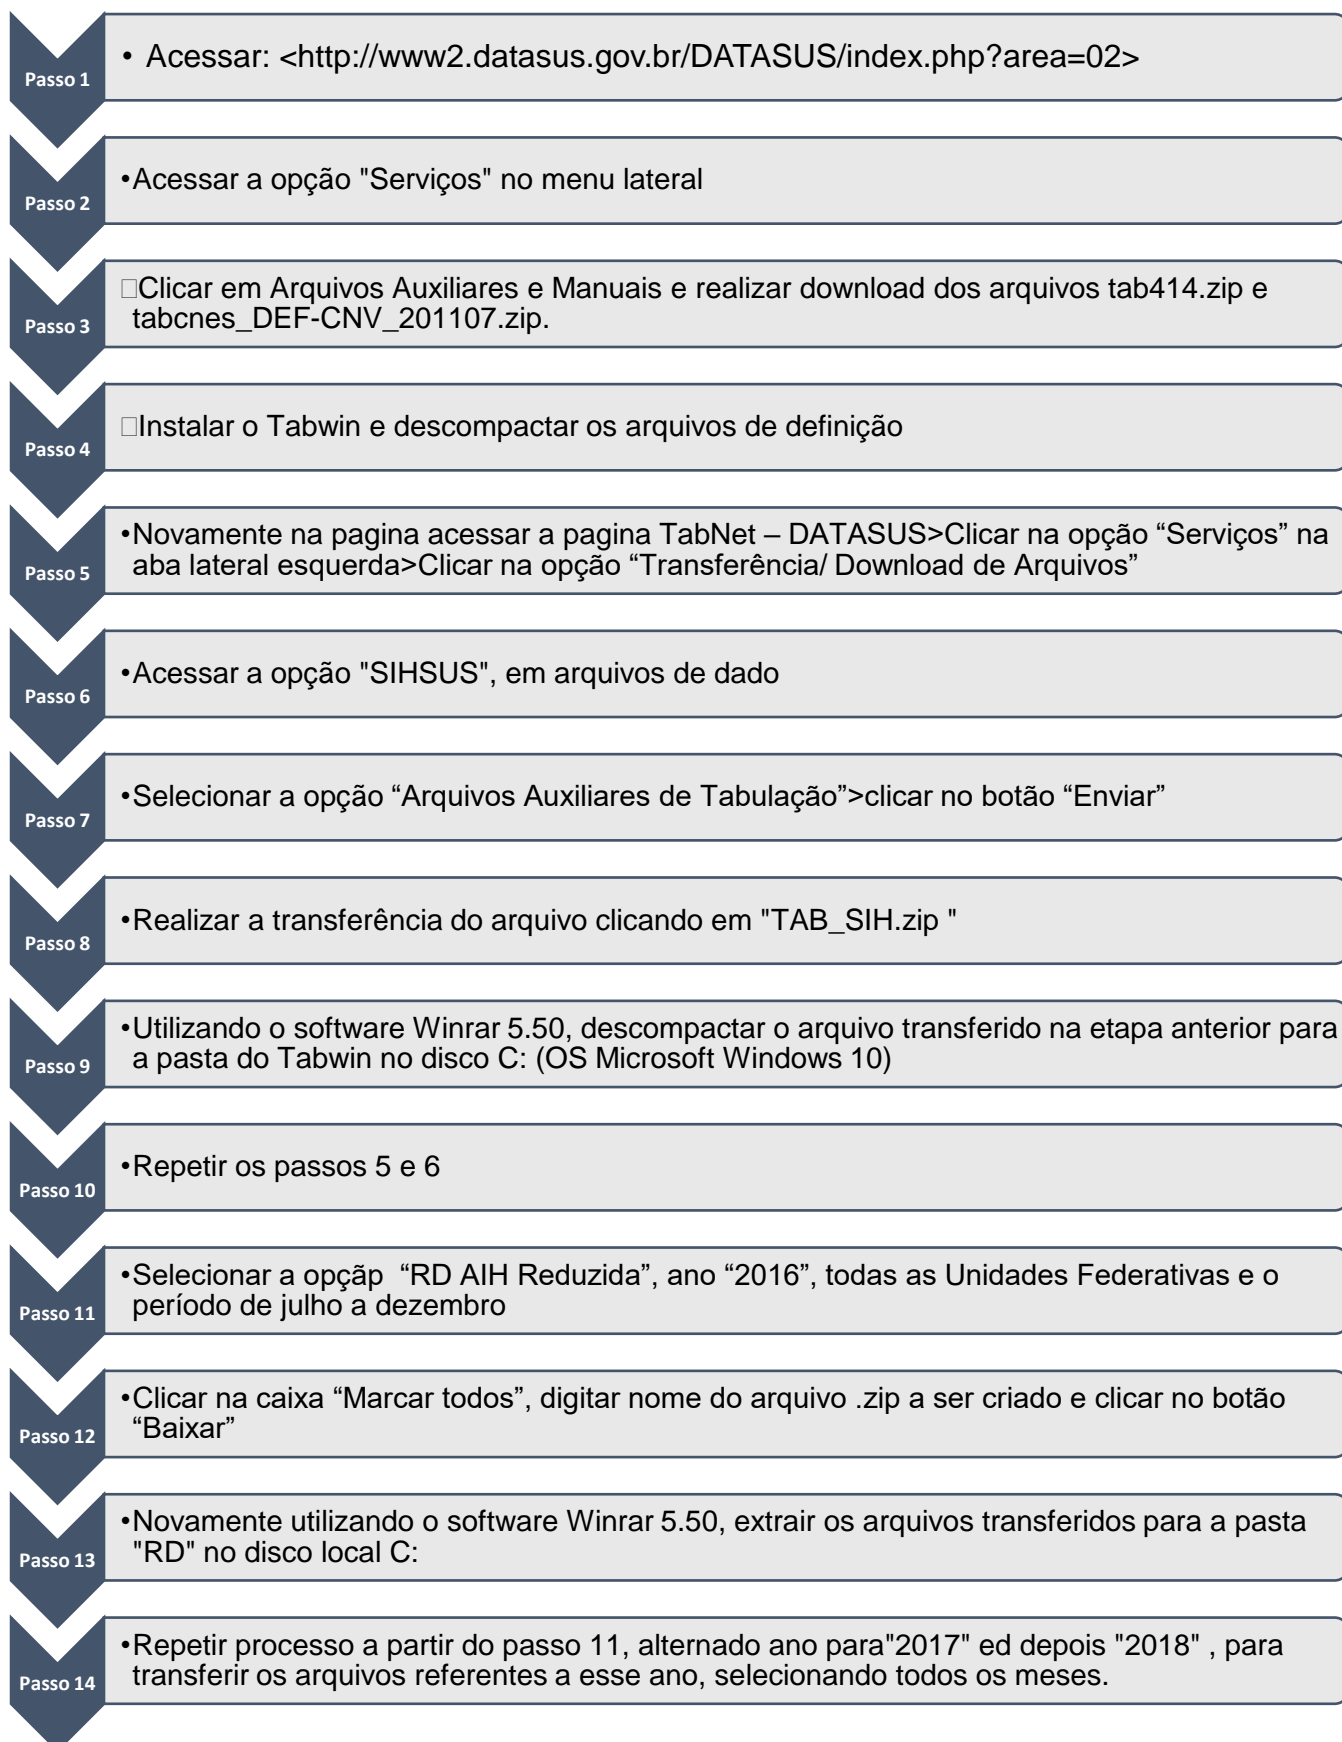 Passo 1
• Acessar: <http://www2.datasus.gov.br/DATASUS/index.php?area=02>
Passo 2
•Acessar a opção "Serviços" no menu lateral
Passo 3
□Clicar em Arquivos Auxiliares e Manuais e realizar download dos arquivos tab414.zip e
tabcnes_DEF-CNV_201107.zip.
Passo 4
□Instalar o Tabwin e descompactar os arquivos de definição
Passo 5
•Novamente na pagina acessar a pagina TabNet – DATASUS>Clicar na opção “Serviços” na
aba lateral esquerda>Clicar na opção “Transferência/ Download de Arquivos”
Passo 6
•Acessar a opção "SIHSUS", em arquivos de dado
Passo 7
•Selecionar a opção “Arquivos Auxiliares de Tabulação”>clicar no botão “Enviar”
Passo 8
•Realizar a transferência do arquivo clicando em "TAB_SIH.zip "
Passo 9
•Utilizando o software Winrar 5.50, descompactar o arquivo transferido na etapa anterior para
a pasta do Tabwin no disco C: (OS Microsoft Windows 10)
Passo 10
•Repetir os passos 5 e 6
Passo 11
•Selecionar a opçãp “RD AIH Reduzida”, ano “2016”, todas as Unidades Federativas e o
período de julho a dezembro
Passo 12
•Clicar na caixa “Marcar todos”, digitar nome do arquivo .zip a ser criado e clicar no botão
“Baixar”
Passo 13
•Novamente utilizando o software Winrar 5.50, extrair os arquivos transferidos para a pasta
"RD" no disco local C:
Passo 14
•Repetir processo a partir do passo 11, alternado ano para"2017" ed depois "2018" , para
transferir os arquivos referentes a esse ano, selecionando todos os meses.